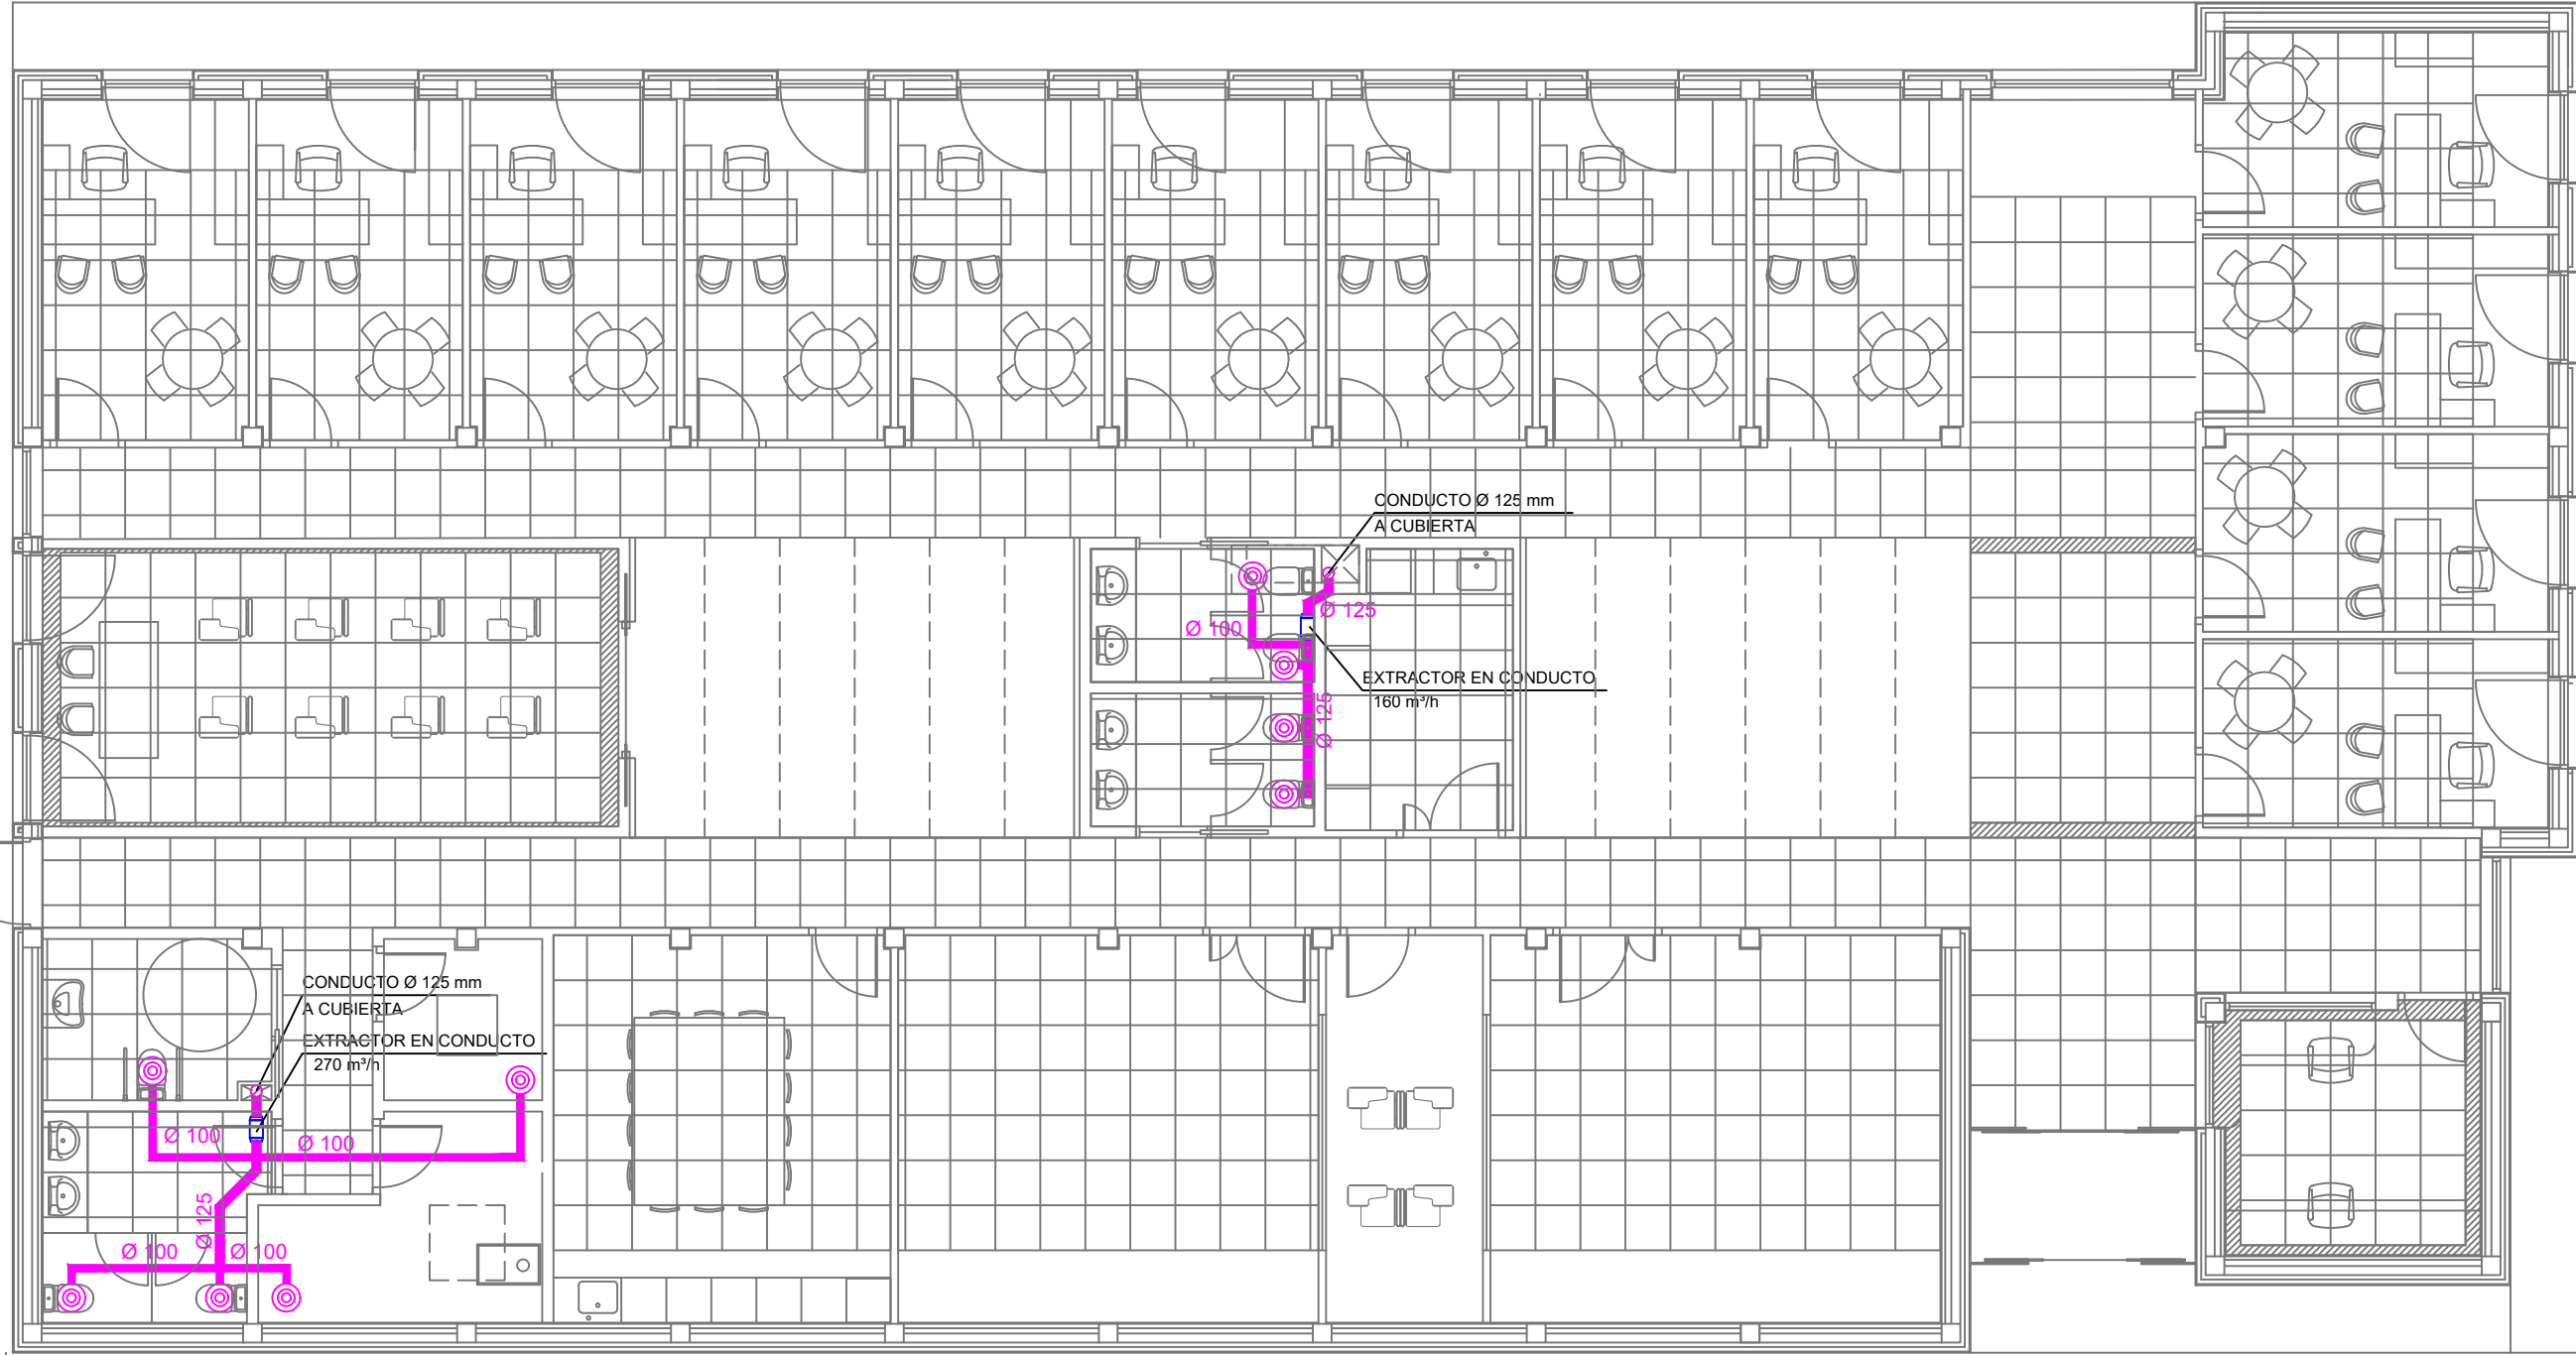 CONDUCTO Ø 125 mm
A CUBIERTA
Ø 125
Ø 100
EXTRACTOR EN CONDUCTO
160 m³/h
Ø 125
CONDUCTO Ø 125 mm
A CUBIERTA
EXTRACTOR EN CONDUCTO
270 m³/h
Ø 100
Ø 100
Ø 125
Ø 100
Ø 100